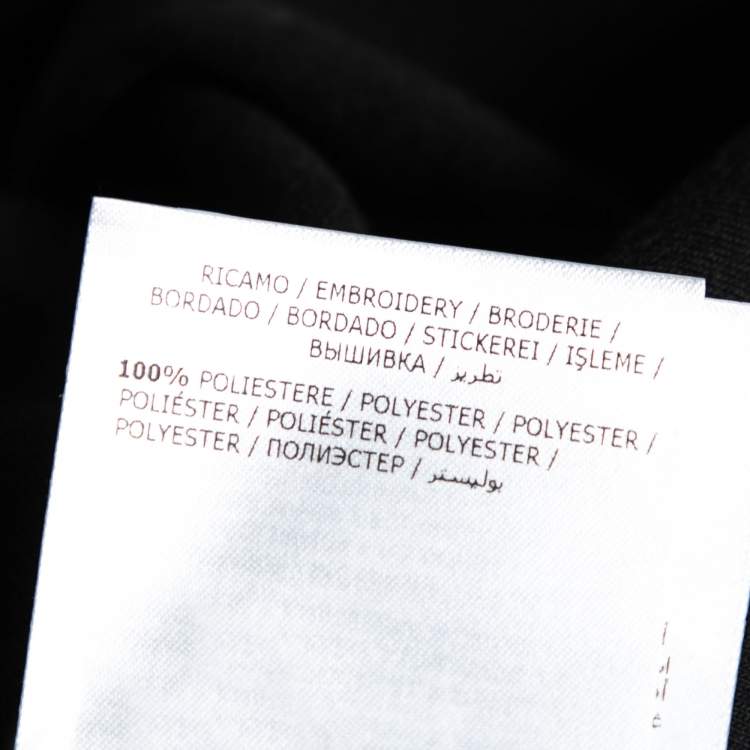 RICAMO / EMBROIDERY / BRODERIE /
BORDADO / BORDADO / STICKEREI / IŞLEME /
ВЫШИВКА / تطريز
100% POLIESTERE / POLYESTER / POLYESTER /
POLIÉSTER / POLIÉSTER / POLYESTER /
POLYESTER / ПОЛИЭСТЕР / بوليستر